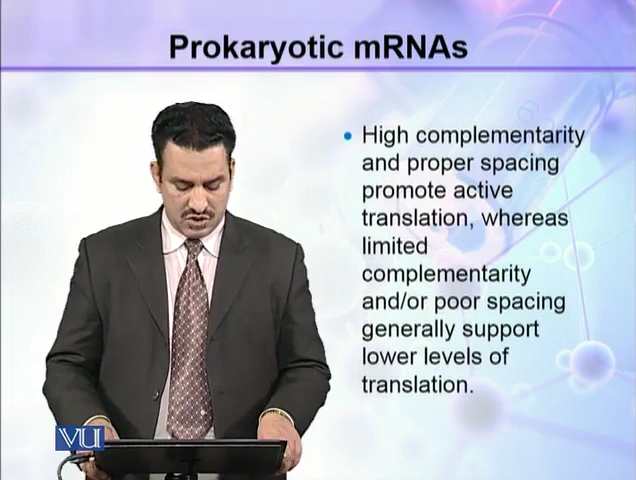 Prokaryotic mRNAs
• High complementarity
and proper spacing
promote active
translation, whereas
limited
complementarity
and/or poor spacing
generally support
lower levels of
translation.
VU